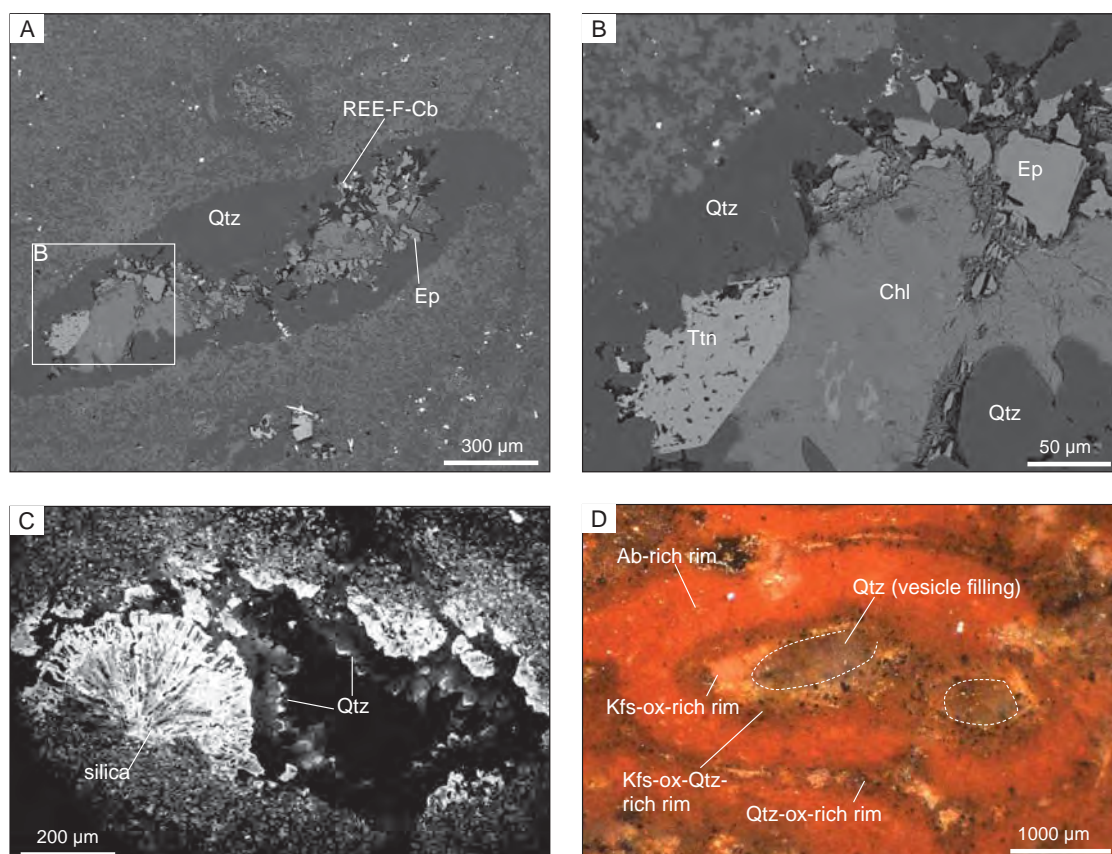 A
REE-F-Cb
Qtz
B
Ep
300 µm
B
Ep
Qtz
Chl
Ttn
Qtz
50 µm
C
Qtz
silica
200 µm
D
Ab-rich rim
Qtz (vesicle filling)
Kfs-ox-rich rim
Kfs-ox-Qtz-
rich rim
Qtz-ox-rich rim
1000 µm